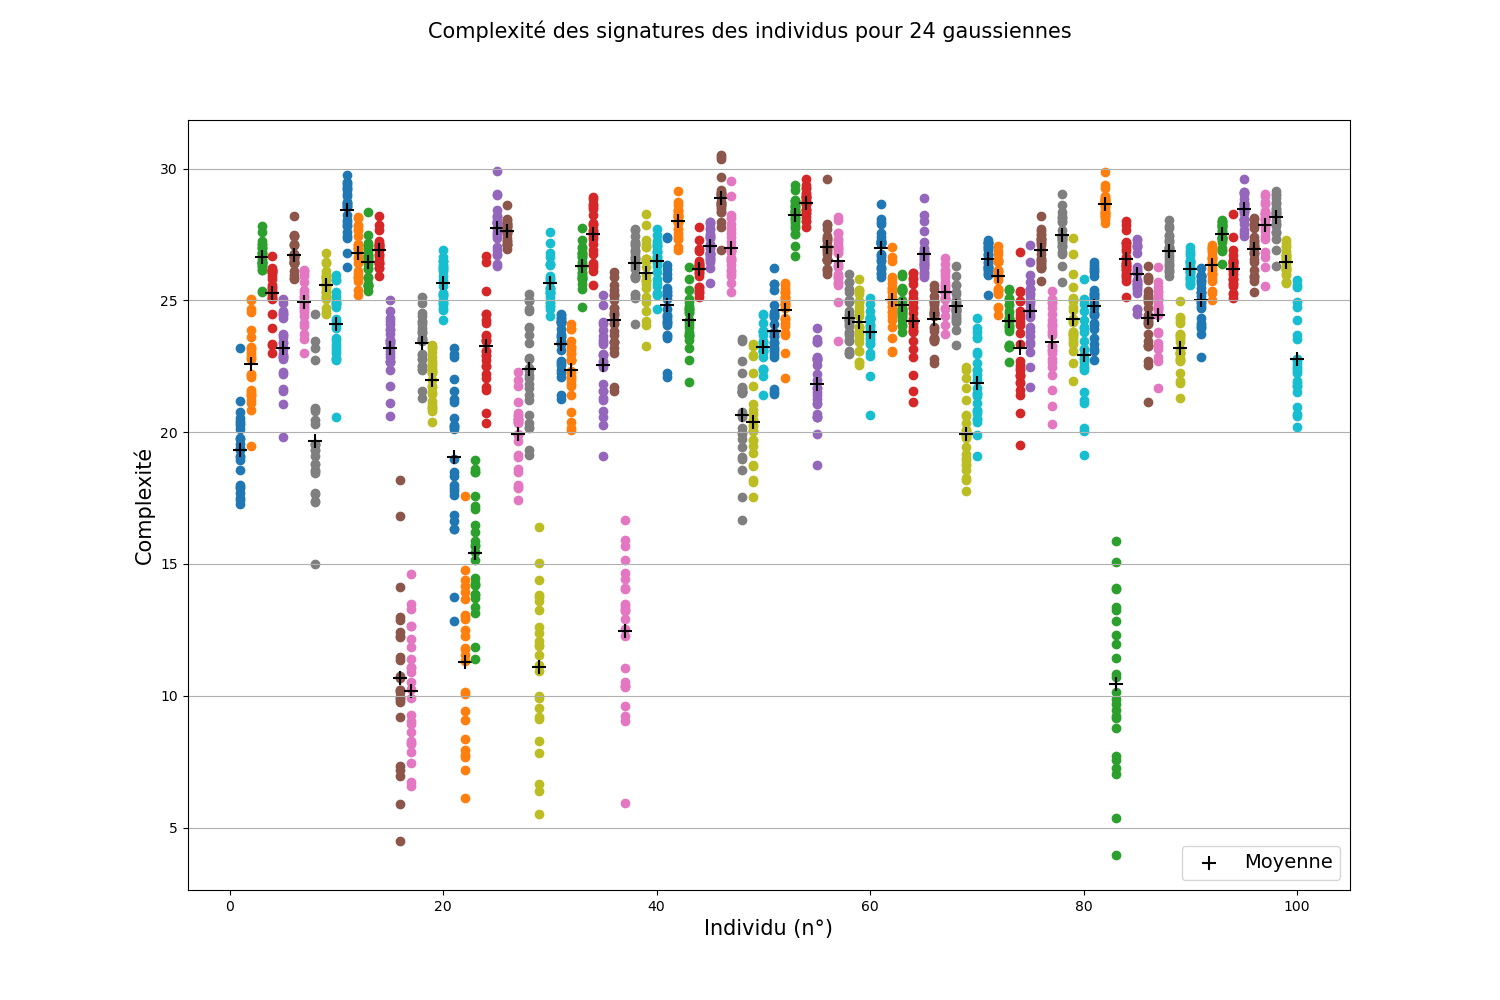 Complexité des signatures des individus pour 24 gaussiennes
Complexité
30
25
20
15
10
5
0 20 40 60 80 100
Individu (n°)
Moyenne